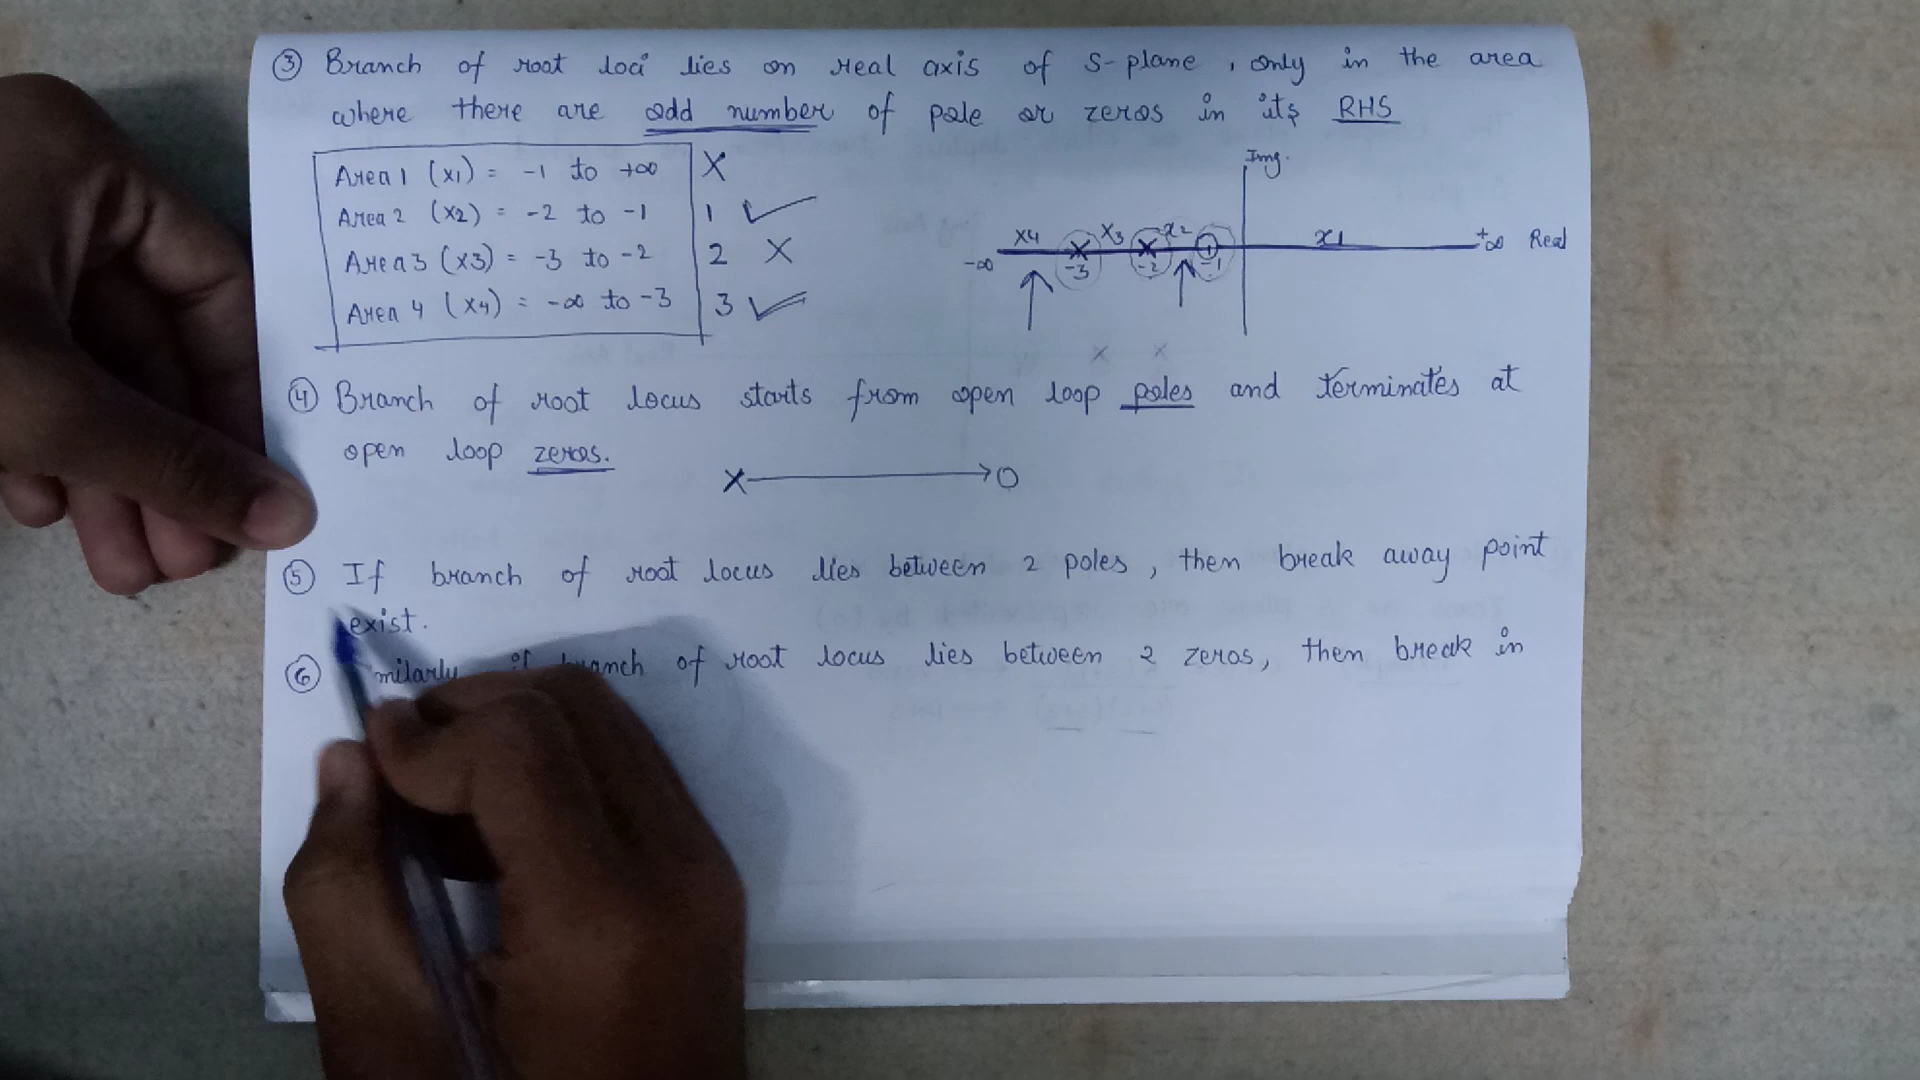 ③ Branch of root loci lies on real axis of S-plane, only in the area
where there are odd number of pole or zeros in its RHS
Area 1 (x1) = -1 to +∞ X
Area 2 (x2) = -2 to -1 1 ✓
Area 3 (x3) = -3 to -2 2 X
Area 4 (x4) = -∞ to -3 3 ✓
Img.
X4 X3 x2 x1
-∞ -3 -2 -1 +∞ Real
④ Branch of root locus starts from open loop poles and terminates at
open loop zeros.
X → O
⑤ If branch of root locus lies between 2 poles, then break away point
exist.
⑥ milarly if branch of root locus lies between 2 zeros, then break in